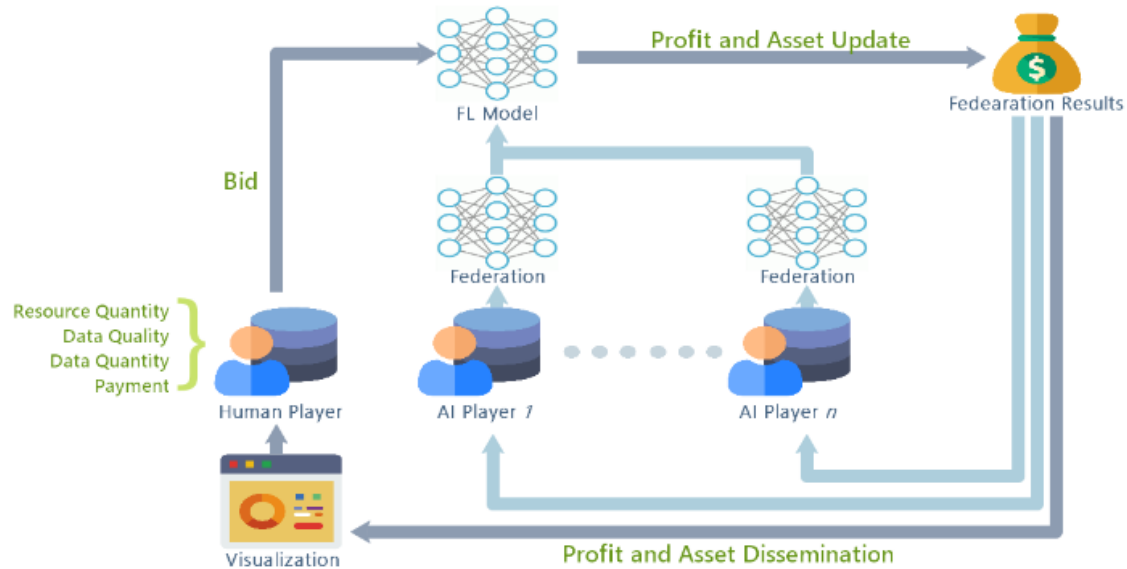 Profit and Asset Update
FL Model
Fedearation Results
Bid
Federation
Federation
Resource Quantity
Data Quality
Data Quantity
Payment
Human Player
AI Player 1
AI Player n
Visualization
Profit and Asset Dissemination